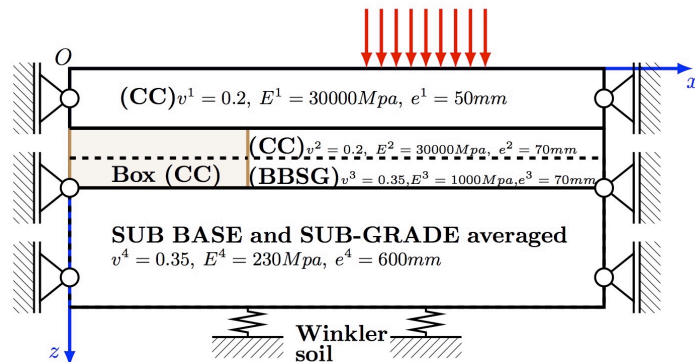 O
x
(CC)v¹ = 0.2, E¹ = 30000Mpa, e¹ = 50mm
(CC)v² = 0.2, E² = 30000Mpa, e² = 70mm
Box (CC)
(BBSG)v³ = 0.35,E³ = 1000Mpa,e³ = 70mm
SUB BASE and SUB-GRADE averaged
v⁴ = 0.35, E⁴ = 230Mpa, e⁴ = 600mm
Winkler
soil
z